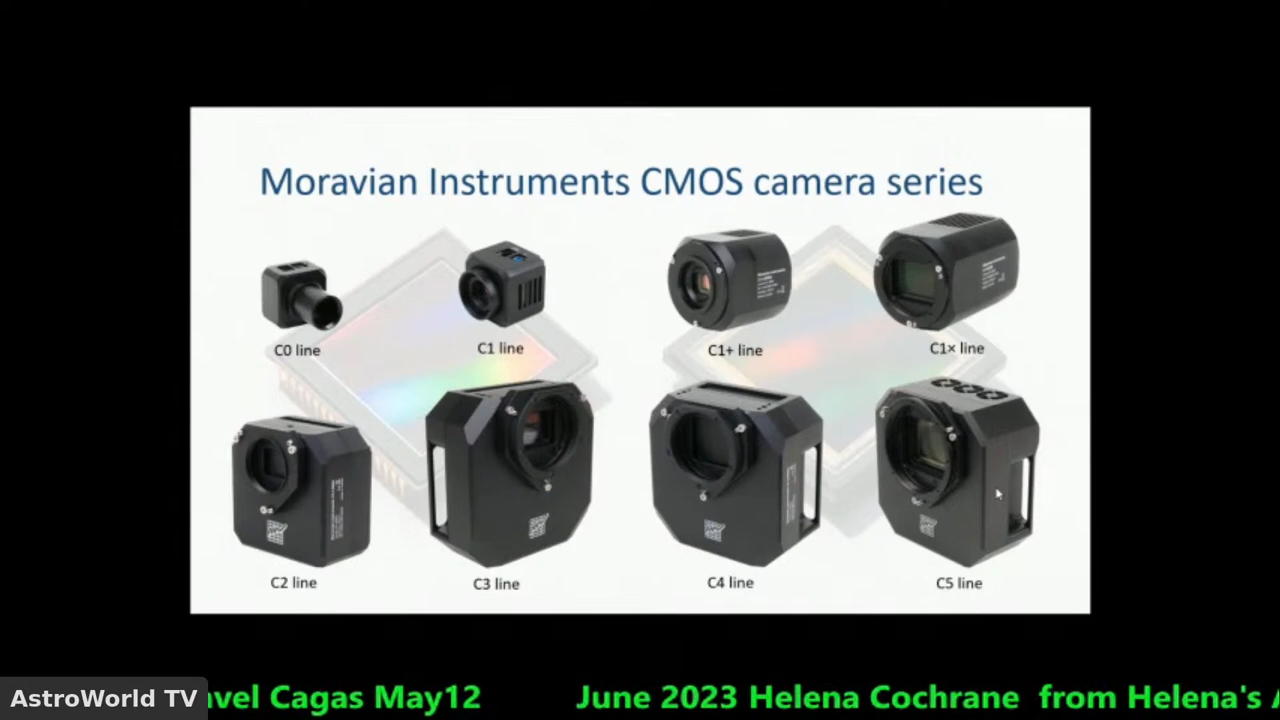 Moravian Instruments CMOS camera series
C0 line
C1 line
C1+ line
C1× line
C2 line
C3 line
C4 line
C5 line
AstroWorld TV
avel Cagas May12 June 2023 Helena Cochrane from Helena's A